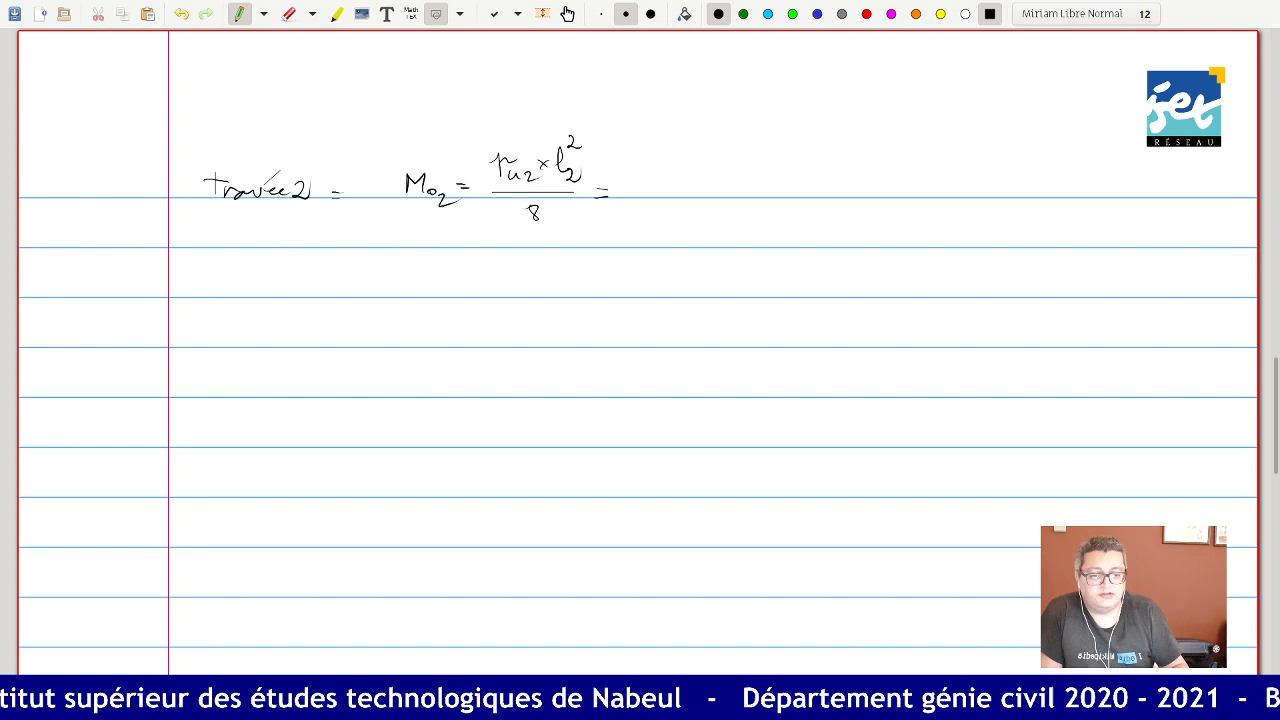 Miriam Libre Normal 12
iset
RÉSEAU
Travée 2 = M₀₂ = (pᵤ₂ × l₂²) / 8 =
titut supérieur des études technologiques de Nabeul - Département génie civil 2020 - 2021 - B